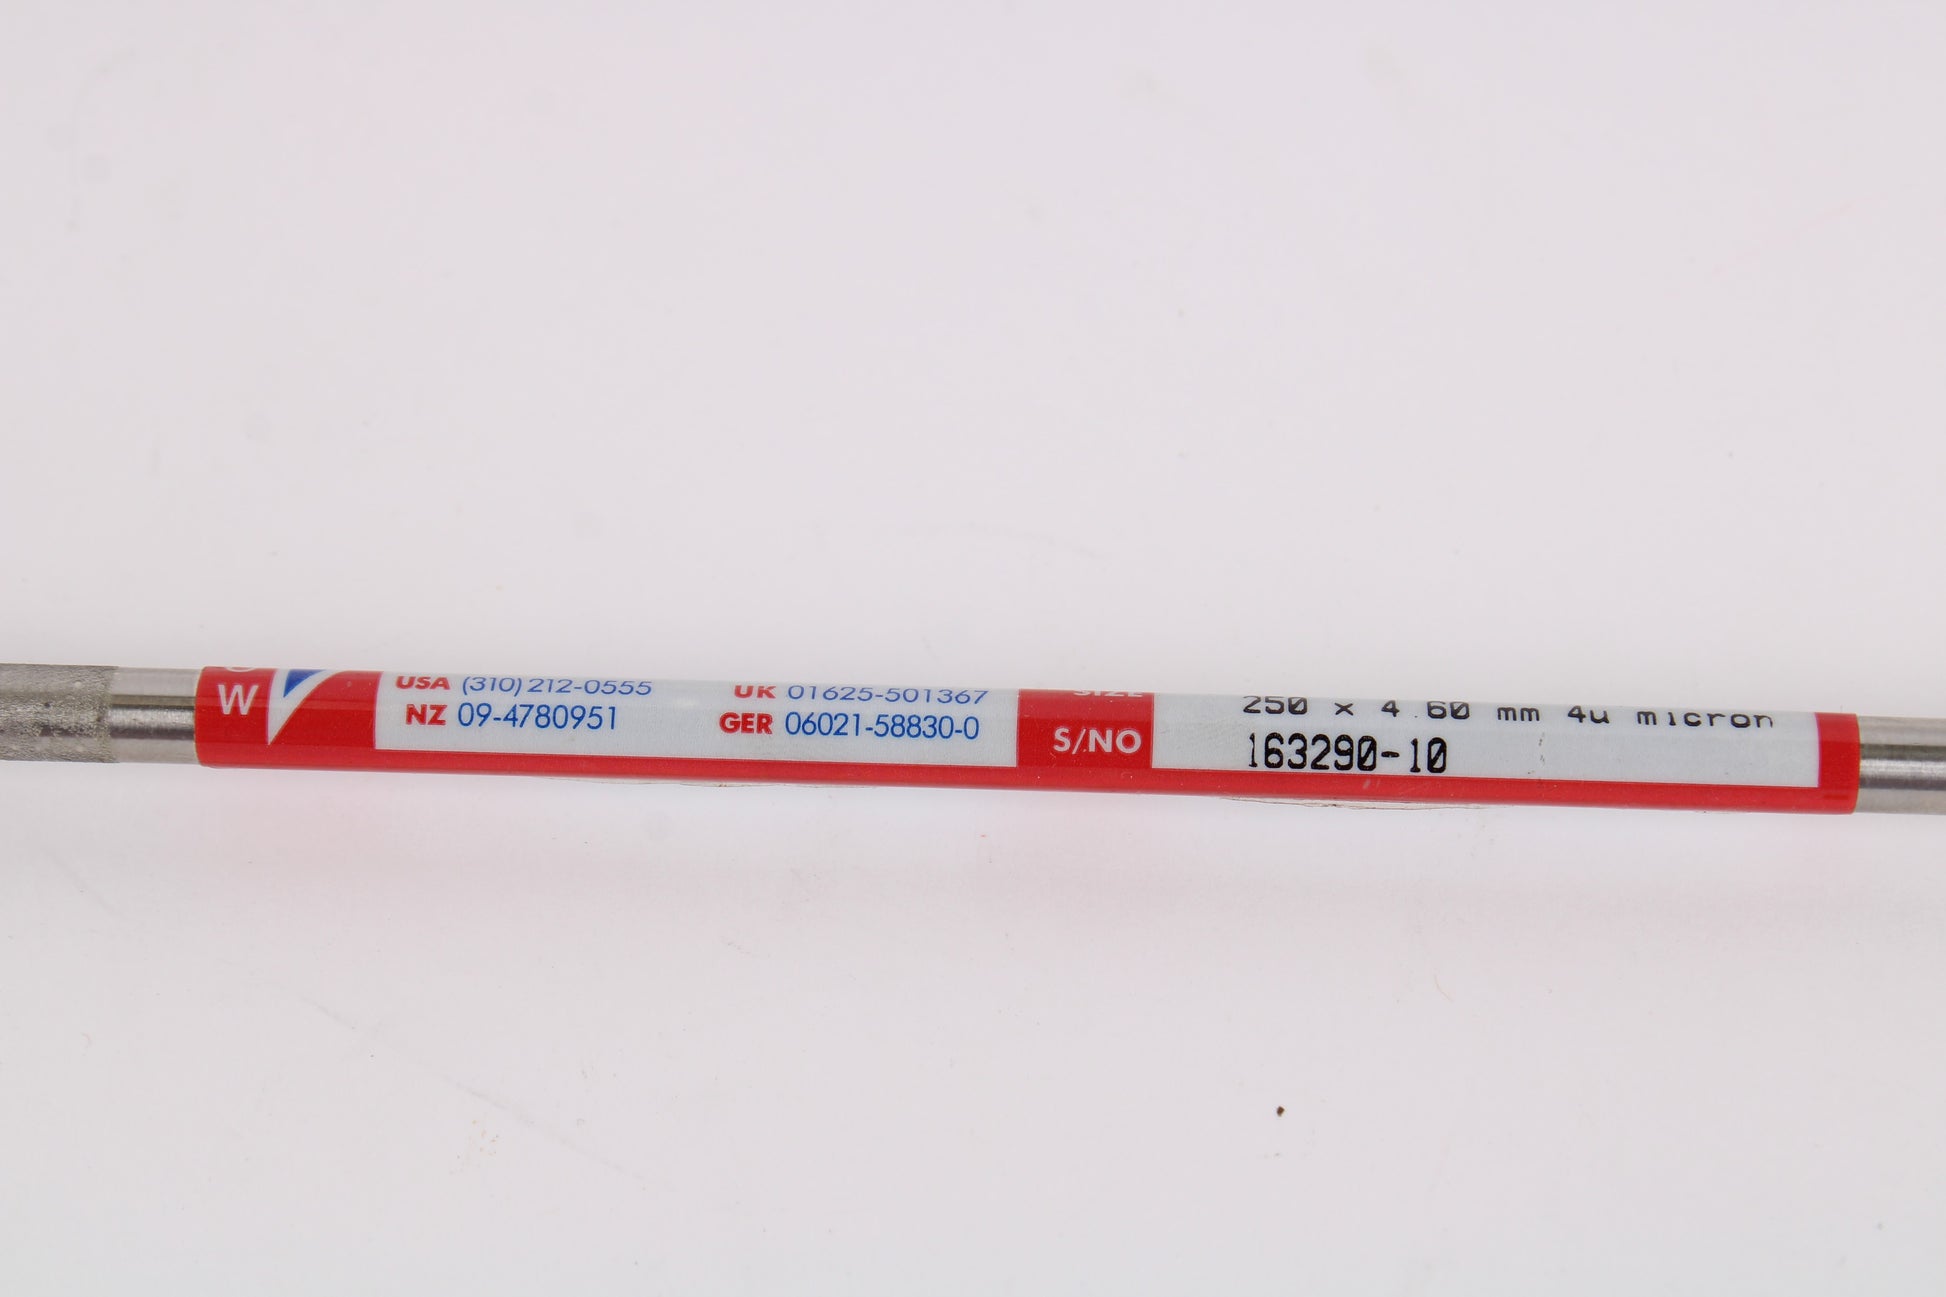 W
USA (310) 212-0555 UK 01625-501367
NZ 09-4780951 GER 06021-58830-0
SIZE 250 x 4.60 mm 4u micron
S/NO 163290-10